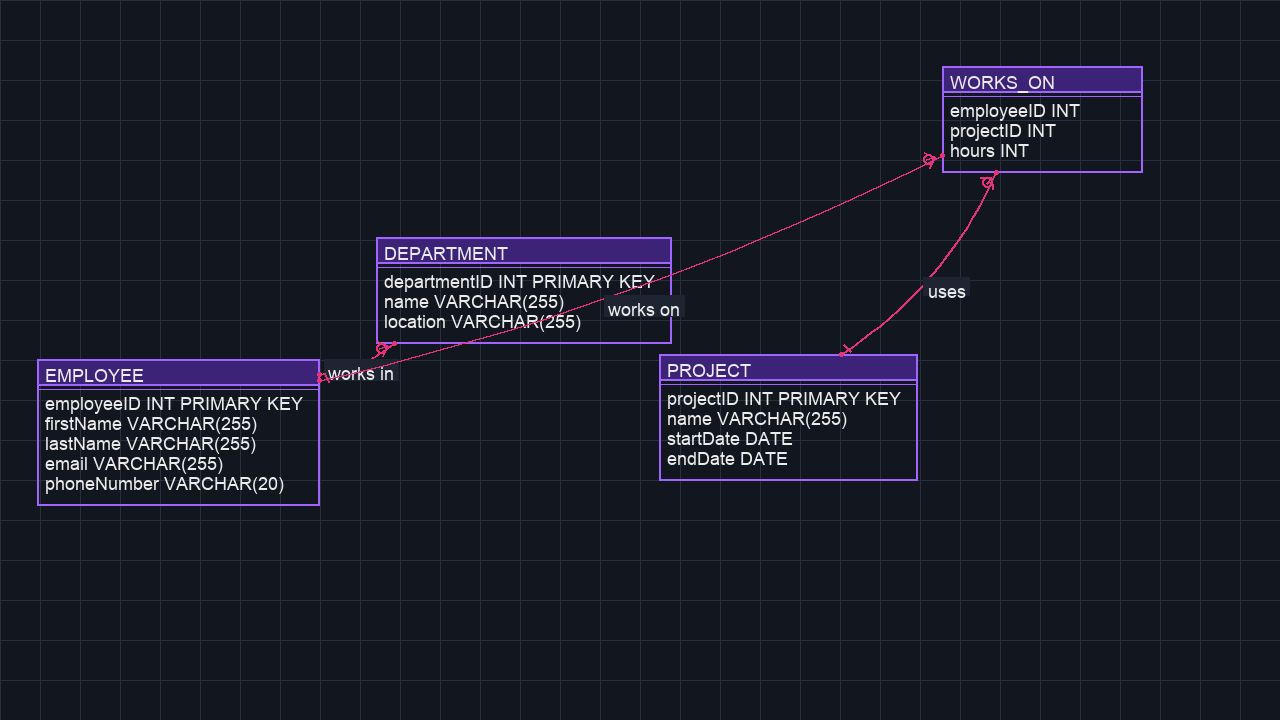 WORKS_ON
employeeID INT
projectID INT
hours INT
DEPARTMENT
departmentID INT PRIMARY KEY
name VARCHAR(255)
location VARCHAR(255)
works on
uses
works in
EMPLOYEE
employeeID INT PRIMARY KEY
firstName VARCHAR(255)
lastName VARCHAR(255)
email VARCHAR(255)
phoneNumber VARCHAR(20)
PROJECT
projectID INT PRIMARY KEY
name VARCHAR(255)
startDate DATE
endDate DATE